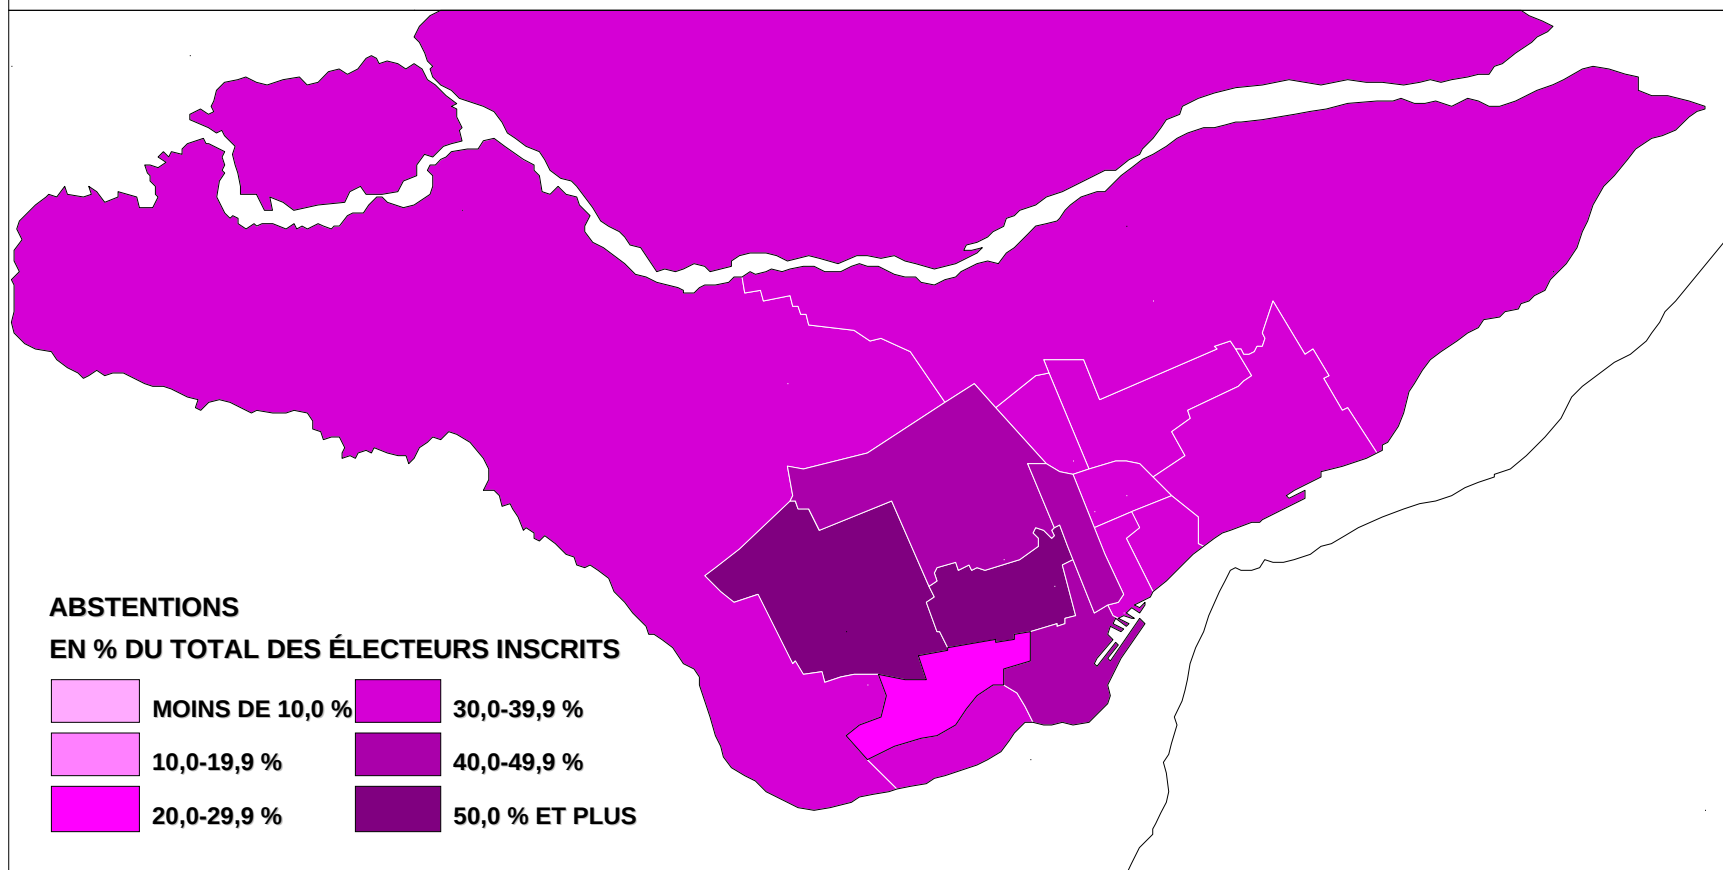 ABSTENTIONS
EN % DU TOTAL DES ÉLECTEURS INSCRITS
MOINS DE 10,0 %
10,0-19,9 %
20,0-29,9 %
30,0-39,9 %
40,0-49,9 %
50,0 % ET PLUS